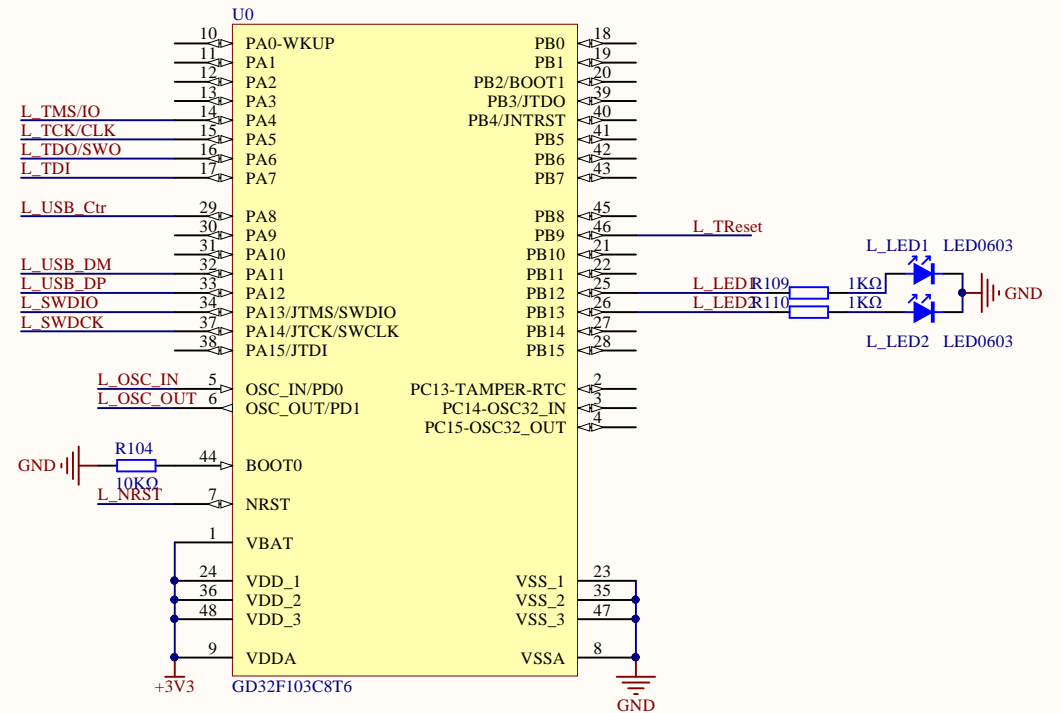 U0
10 PA0-WKUP PB0 18
11 PA1 PB1 19
12 PA2 PB2/BOOT1 20
13 PA3 PB3/JTDO 39
L_TMS/IO 14 PA4 PB4/JNTRST 40
L_TCK/CLK 15 PA5 PB5 41
L_TDO/SWO 16 PA6 PB6 42
L_TDI 17 PA7 PB7 43
L_USB_Ctr 29 PA8 PB8 45
30 PA9 PB9 46 L_TReset
31 PA10 PB10 21
L_LED1 LED0603
L_USB_DM 32 PA11 PB11 22
L_USB_DP 33 PA12 PB12 25 L_LED1 R109 1KΩ
GND
L_SWDIO 34 PA13/JTMS/SWDIO PB13 26 L_LED2 R110 1KΩ
L_SWDCK 37 PA14/JTCK/SWCLK PB14 27
L_LED2 LED0603
38 PA15/JTDI PB15 28
L_OSC_IN 5 OSC_IN/PD0 PC13-TAMPER-RTC 2
L_OSC_OUT 6 OSC_OUT/PD1 PC14-OSC32_IN 3
PC15-OSC32_OUT 4
R104
GND 44 BOOT0
10KΩ
L_NRST 7 NRST
1 VBAT
24 VDD_1 VSS_1 23
36 VDD_2 VSS_2 35
48 VDD_3 VSS_3 47
9 VDDA VSSA 8
+3V3 GD32F103C8T6
GND